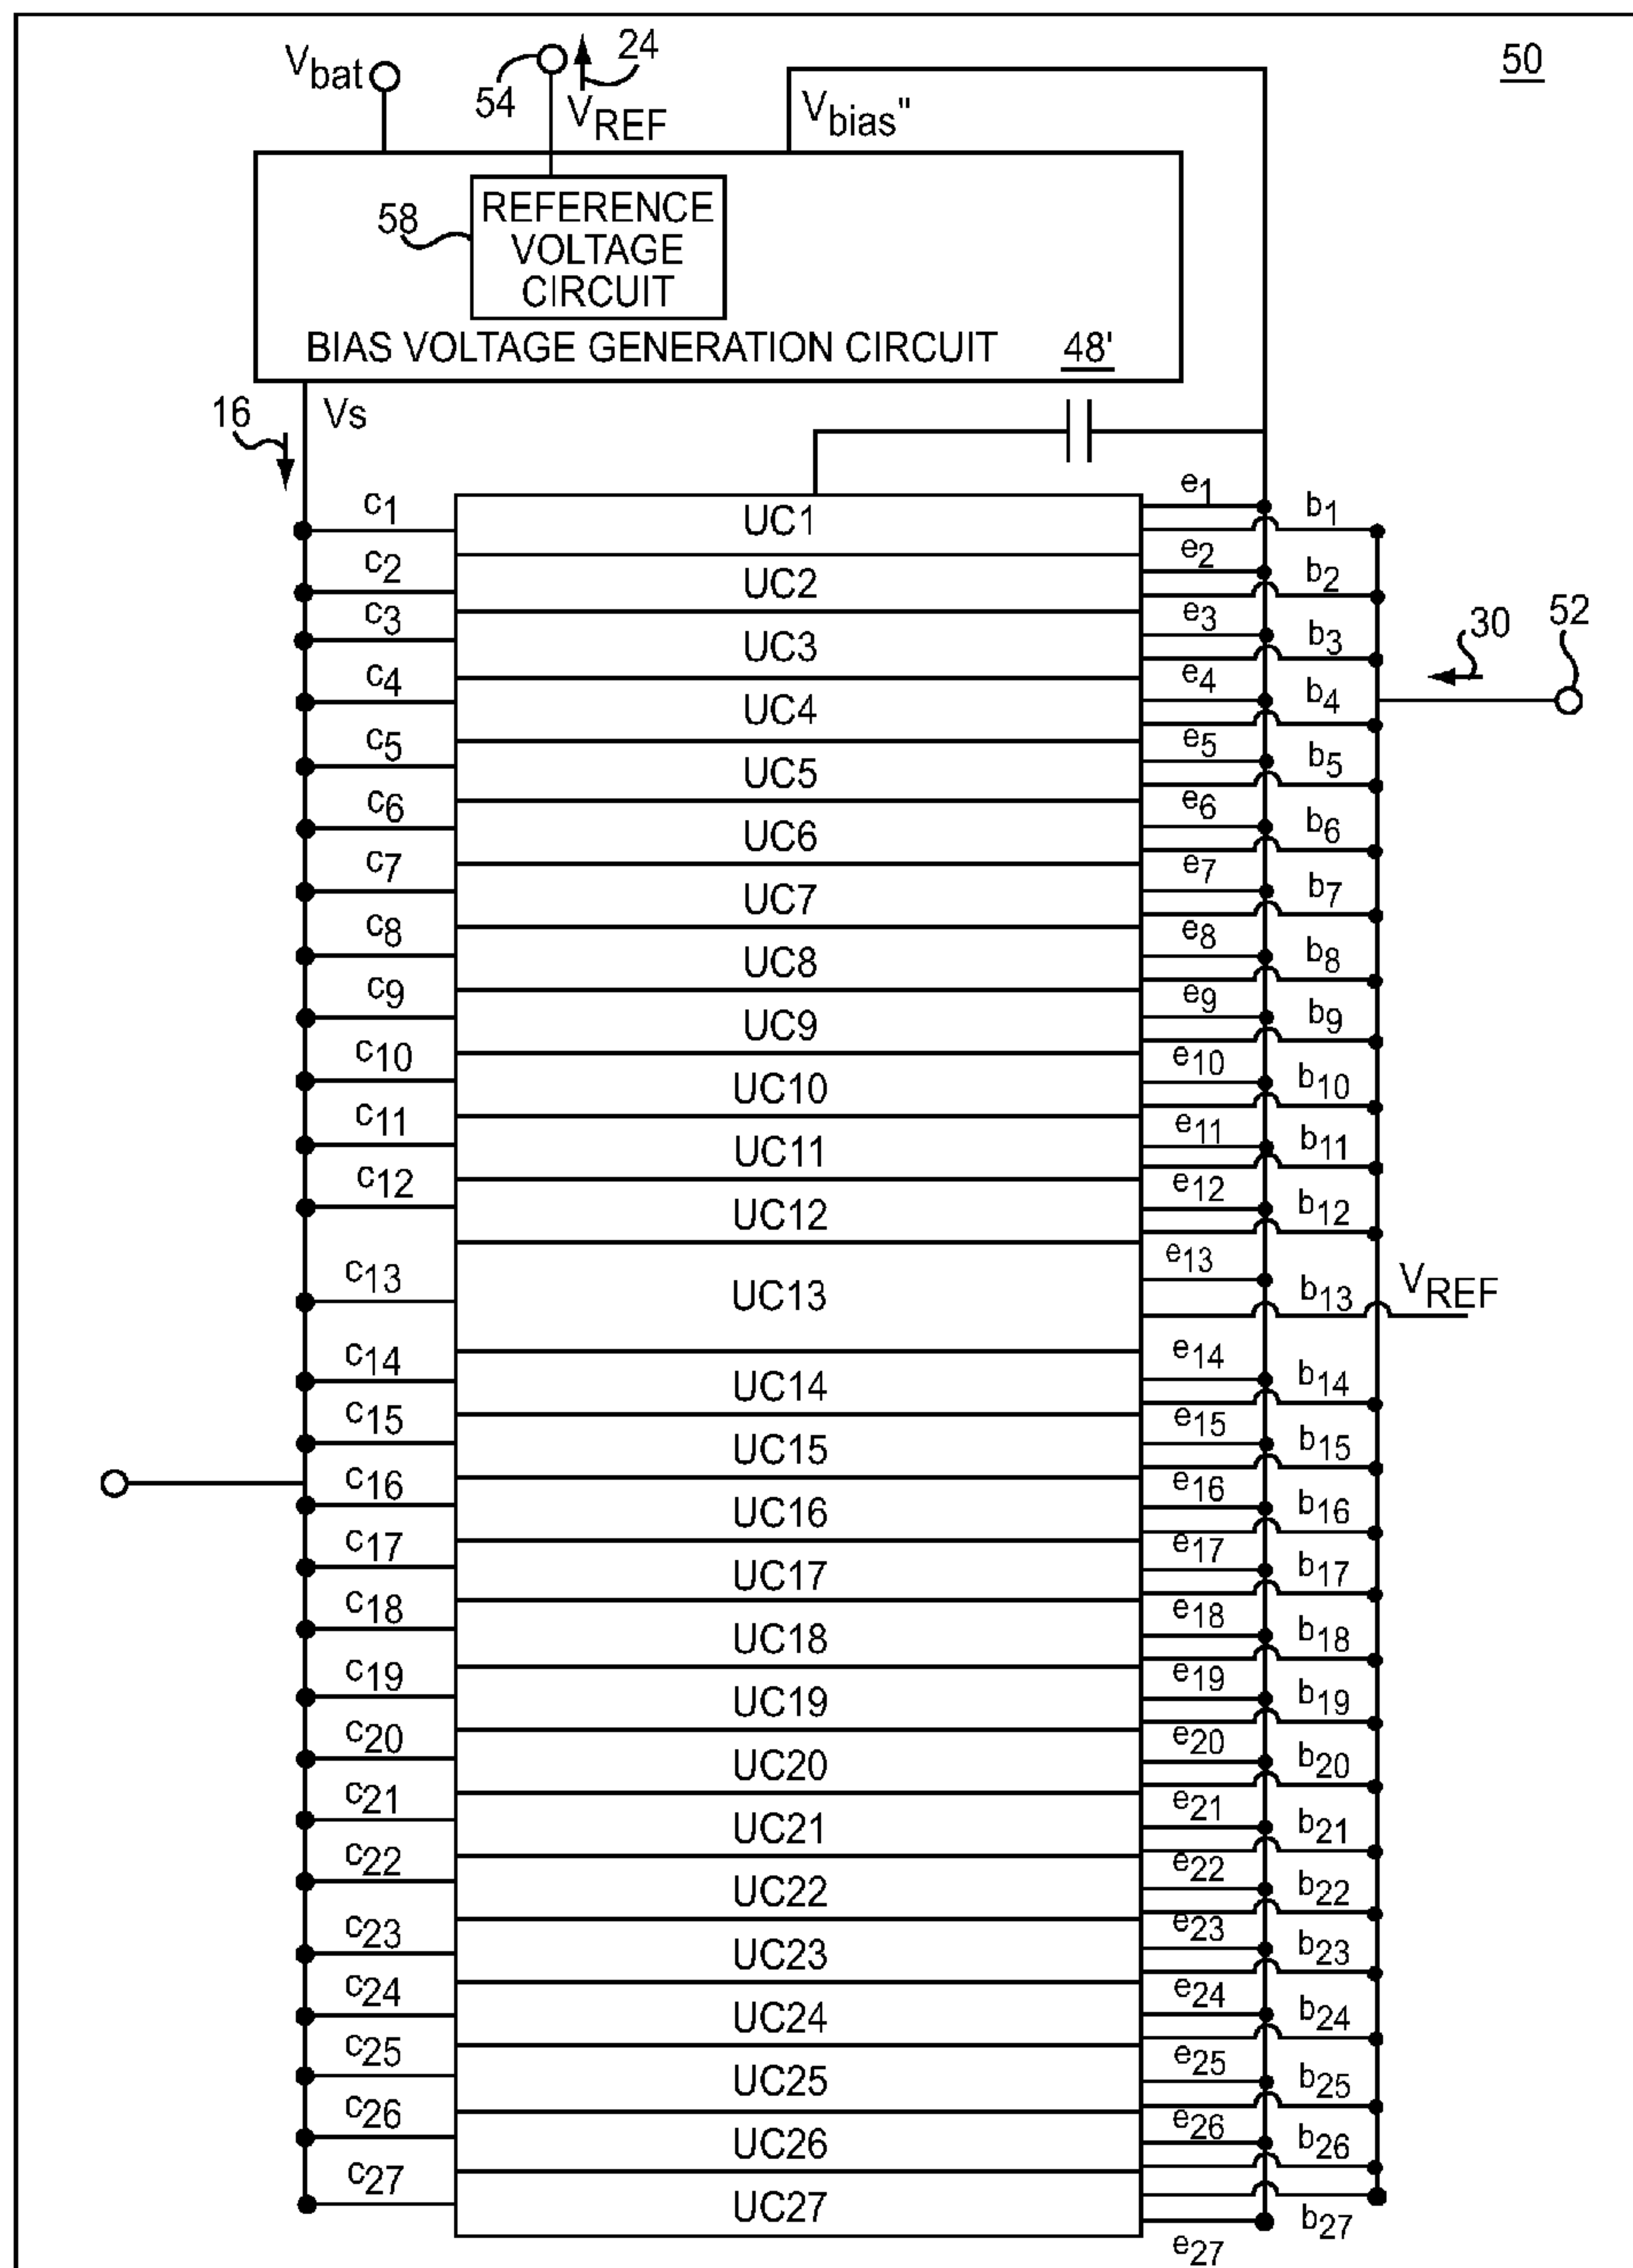 50
Vbat
54
24
VREF
Vbias"
58
REFERENCE
VOLTAGE
CIRCUIT
BIAS VOLTAGE GENERATION CIRCUIT 48'
16
Vs
c1 UC1 e1 b1
c2 UC2 e2 b2
c3 UC3 e3 b3
30
52
c4 UC4 e4 b4
c5 UC5 e5 b5
c6 UC6 e6 b6
c7 UC7 e7 b7
c8 UC8 e8 b8
c9 UC9 e9 b9
c10 UC10 e10 b10
c11 UC11 e11 b11
c12 UC12 e12 b12
c13 UC13 e13 b13 VREF
c14 UC14 e14 b14
c15 UC15 e15 b15
c16 UC16 e16 b16
c17 UC17 e17 b17
c18 UC18 e18 b18
c19 UC19 e19 b19
c20 UC20 e20 b20
c21 UC21 e21 b21
c22 UC22 e22 b22
c23 UC23 e23 b23
c24 UC24 e24 b24
c25 UC25 e25 b25
c26 UC26 e26 b26
c27 UC27 e27 b27